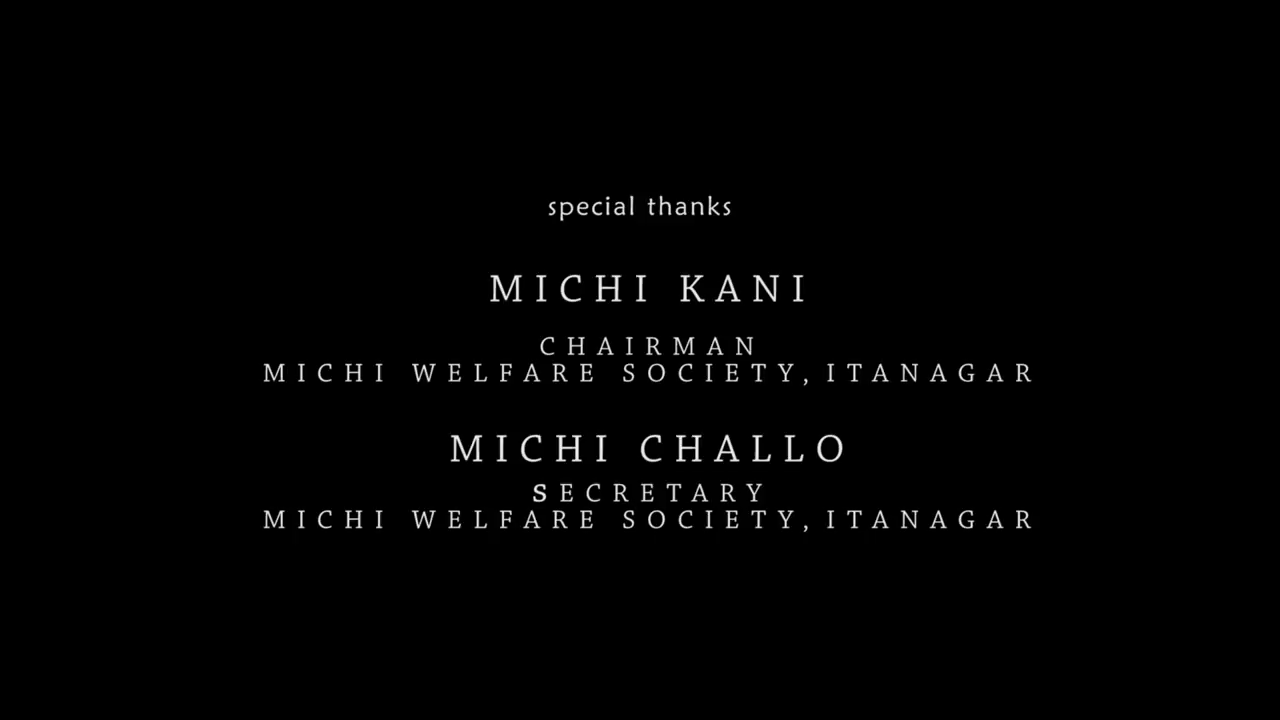 special thanks
MICHI KANI
CHAIRMAN
MICHI WELFARE SOCIETY, ITANAGAR
MICHI CHALLO
SECRETARY
MICHI WELFARE SOCIETY, ITANAGAR